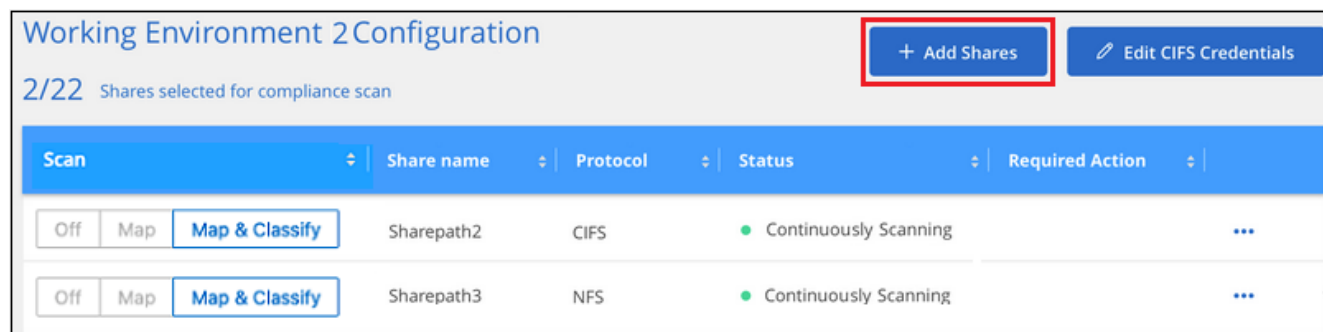 Working Environment 2 Configuration
+ Add Shares
Edit CIFS Credentials
2/22 Shares selected for compliance scan
Scan Share name Protocol Status Required Action
Off Map Map & Classify Sharepath2 CIFS Continuously Scanning
Off Map Map & Classify Sharepath3 NFS Continuously Scanning